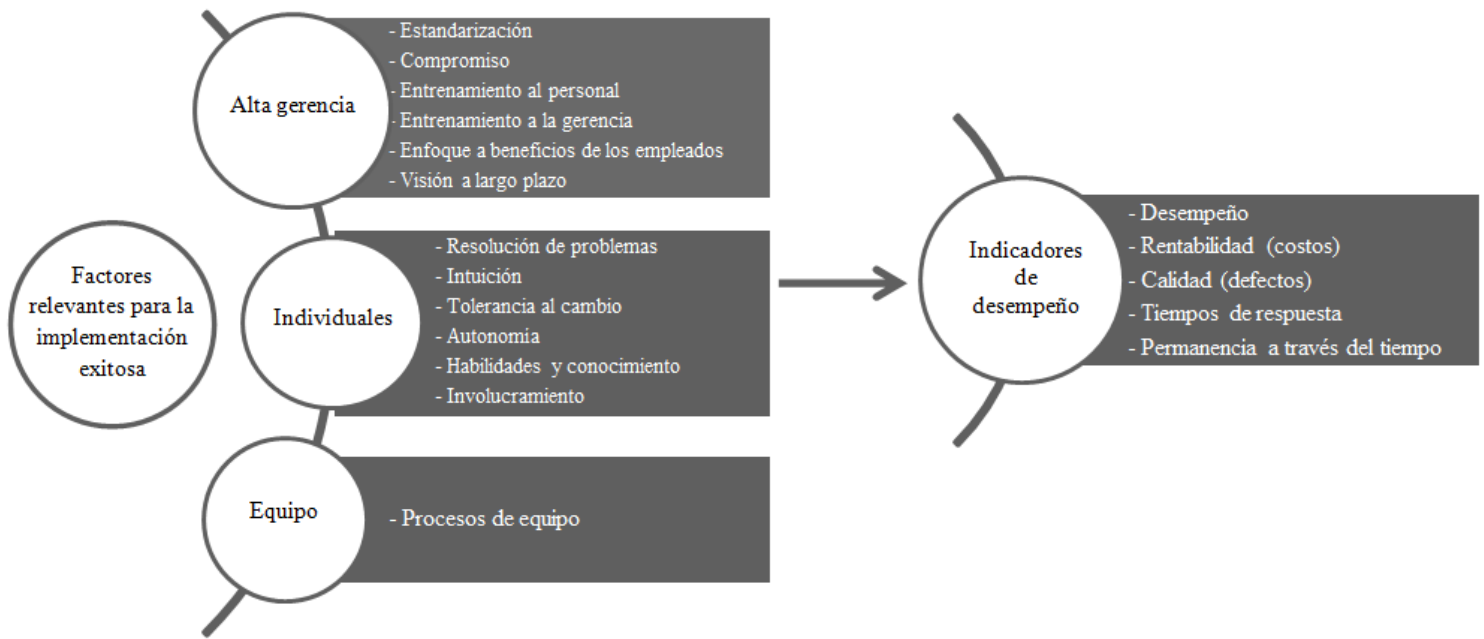 Factores
relevantes para la
implementación
exitosa
Alta gerencia
- Estandarización
- Compromiso
- Entrenamiento al personal
- Entrenamiento a la gerencia
- Enfoque a beneficios de los empleados
- Visión a largo plazo
Individuales
- Resolución de problemas
- Intuición
- Tolerancia al cambio
- Autonomia
- Habilidades y conocimiento
- Involucramiento
Equipo
- Procesos de equipo
Indicadores
de
desempeño
- Desempeño
- Rentabilidad (costos)
- Calidad (defectos)
- Tiempos de respuesta
- Permanencia a través del tiempo